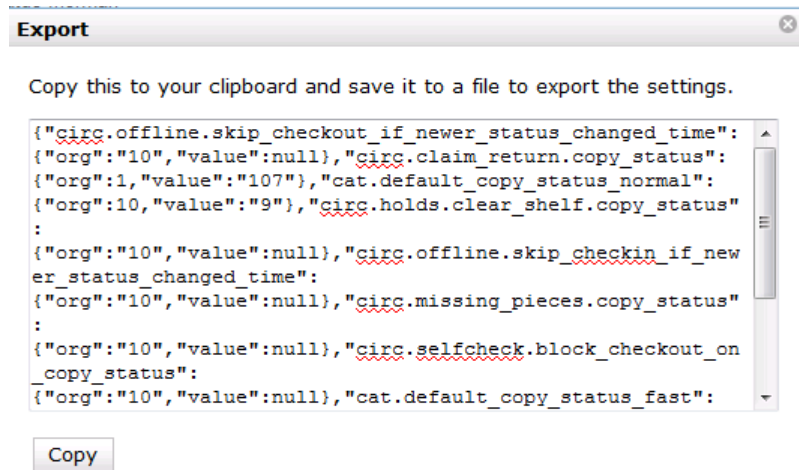 Export
Copy this to your clipboard and save it to a file to export the settings.
{"circ.offline.skip_checkout_if_newer_status_changed_time":
{"org":"10","value":null},"circ.claim_return.copy_status":
{"org":1,"value":"107"},"cat.default_copy_status_normal":
{"org":10,"value":"9"},"circ.holds.clear_shelf.copy_status"
:
{"org":"10","value":null},"circ.offline.skip_checkin_if_new
er_status_changed_time":
{"org":"10","value":null},"circ.missing_pieces.copy_status"
:
{"org":"10","value":null},"circ.selfcheck.block_checkout_on
_copy_status":
{"org":"10","value":null},"cat.default_copy_status_fast":
Copy